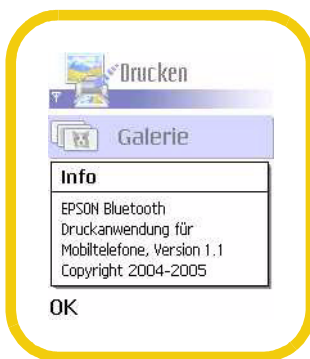 Drucken
Galerie
Info
EPSON Bluetooth
Druckanwendung für
Mobiltelefone, Version 1.1
Copyright 2004-2005
OK